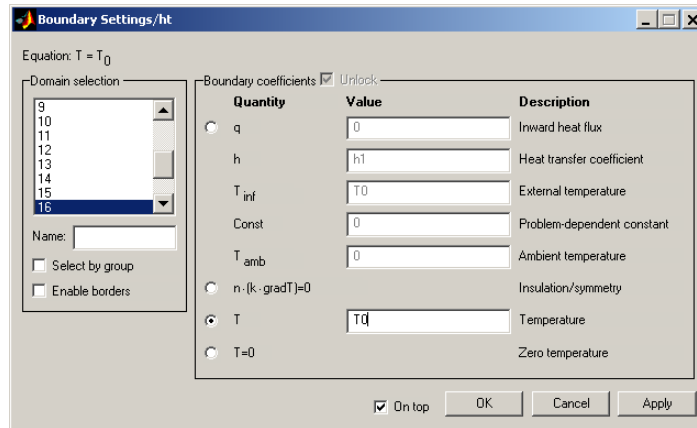 Boundary Settings/ht
Equation: T = T0
Domain selection
9
10
11
12
13
14
15
16
Name:
Select by group
Enable borders
Boundary coefficients Unlock
Quantity Value Description
q 0 Inward heat flux
h h1 Heat transfer coefficient
T inf T0 External temperature
Const 0 Problem-dependent constant
T amb 0 Ambient temperature
n·(k·gradT)=0 Insulation/symmetry
T T0 Temperature
T=0 Zero temperature
On top OK Cancel Apply